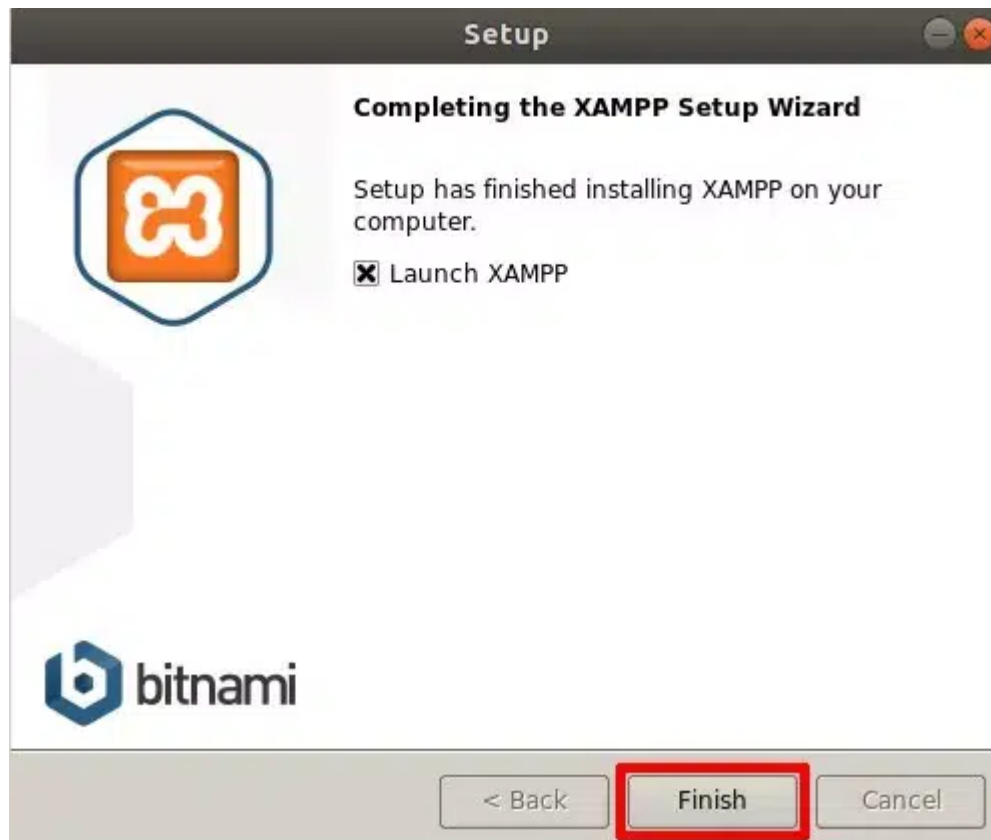 Setup
Completing the XAMPP Setup Wizard
Setup has finished installing XAMPP on your
computer.
Launch XAMPP
bitnami
< Back
Finish
Cancel